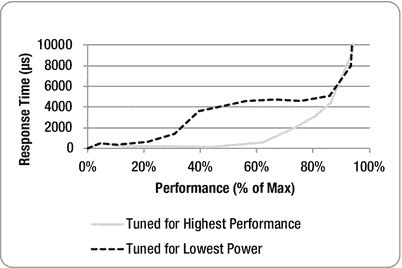 10000
8000
6000
4000
2000
0
Response Time (µs)
0% 20% 40% 60% 80% 100%
Performance (% of Max)
Tuned for Highest Performance
Tuned for Lowest Power